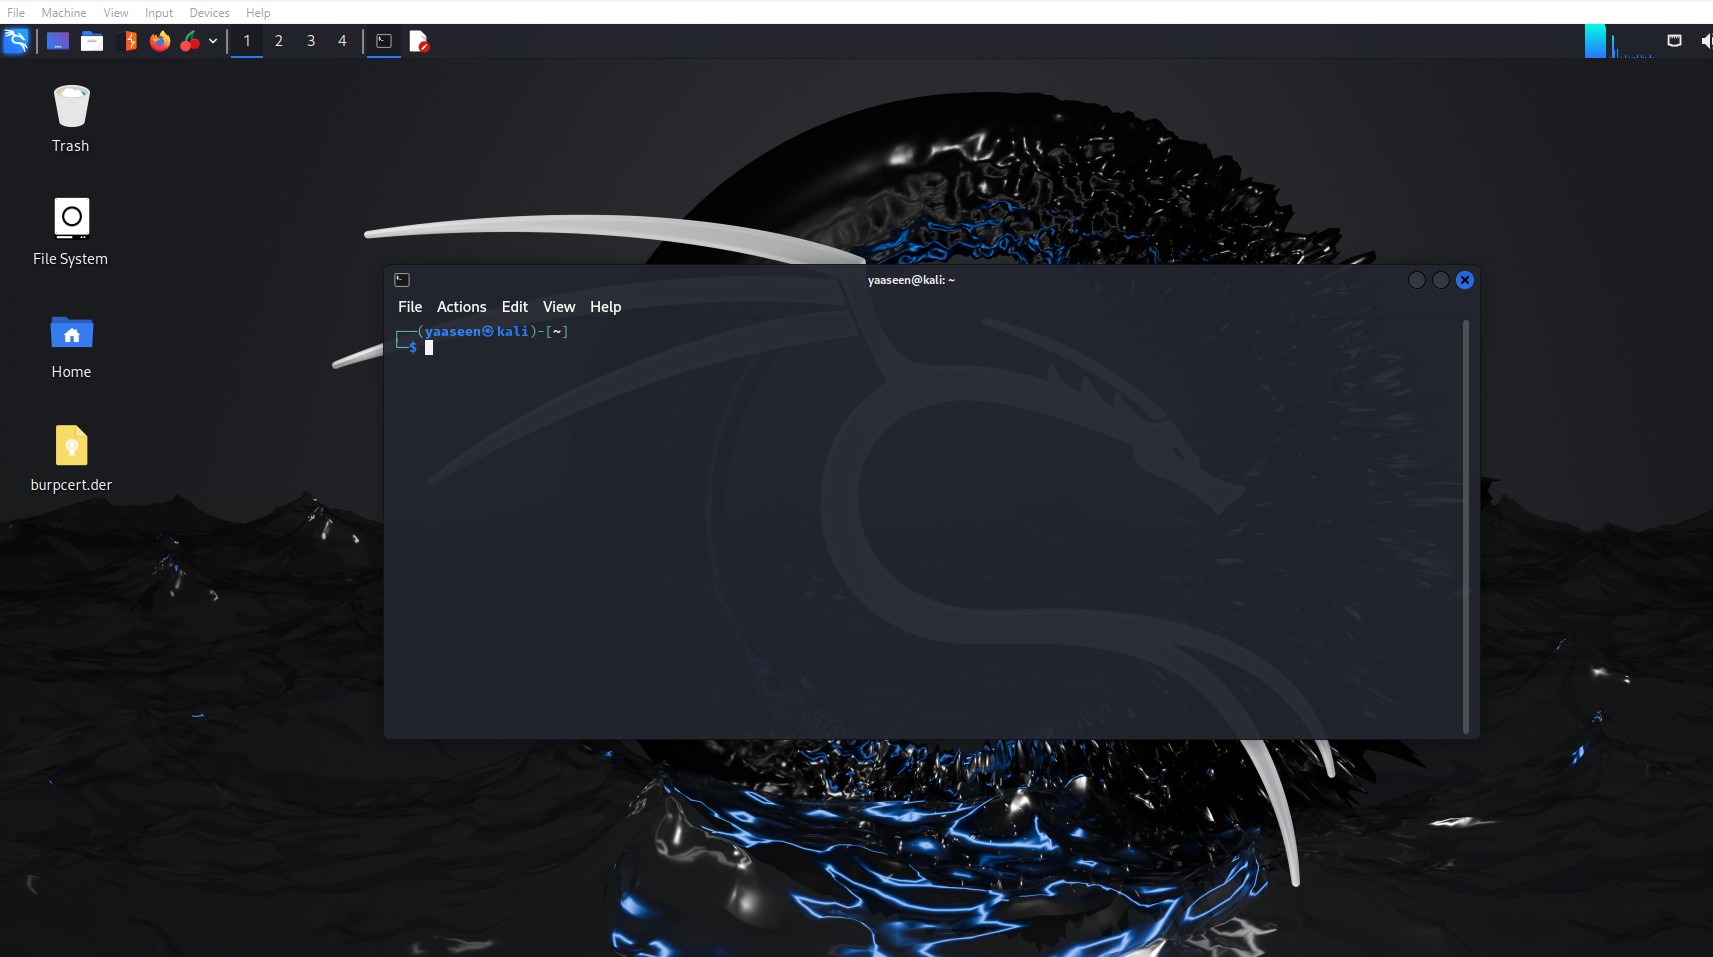 File Machine View Input Devices Help
1 2 3 4
Trash
File System
Home
burpcert.der
yaaseen@kali: ~
File Actions Edit View Help
┌──(yaaseen㉿kali)-[~]
└─$